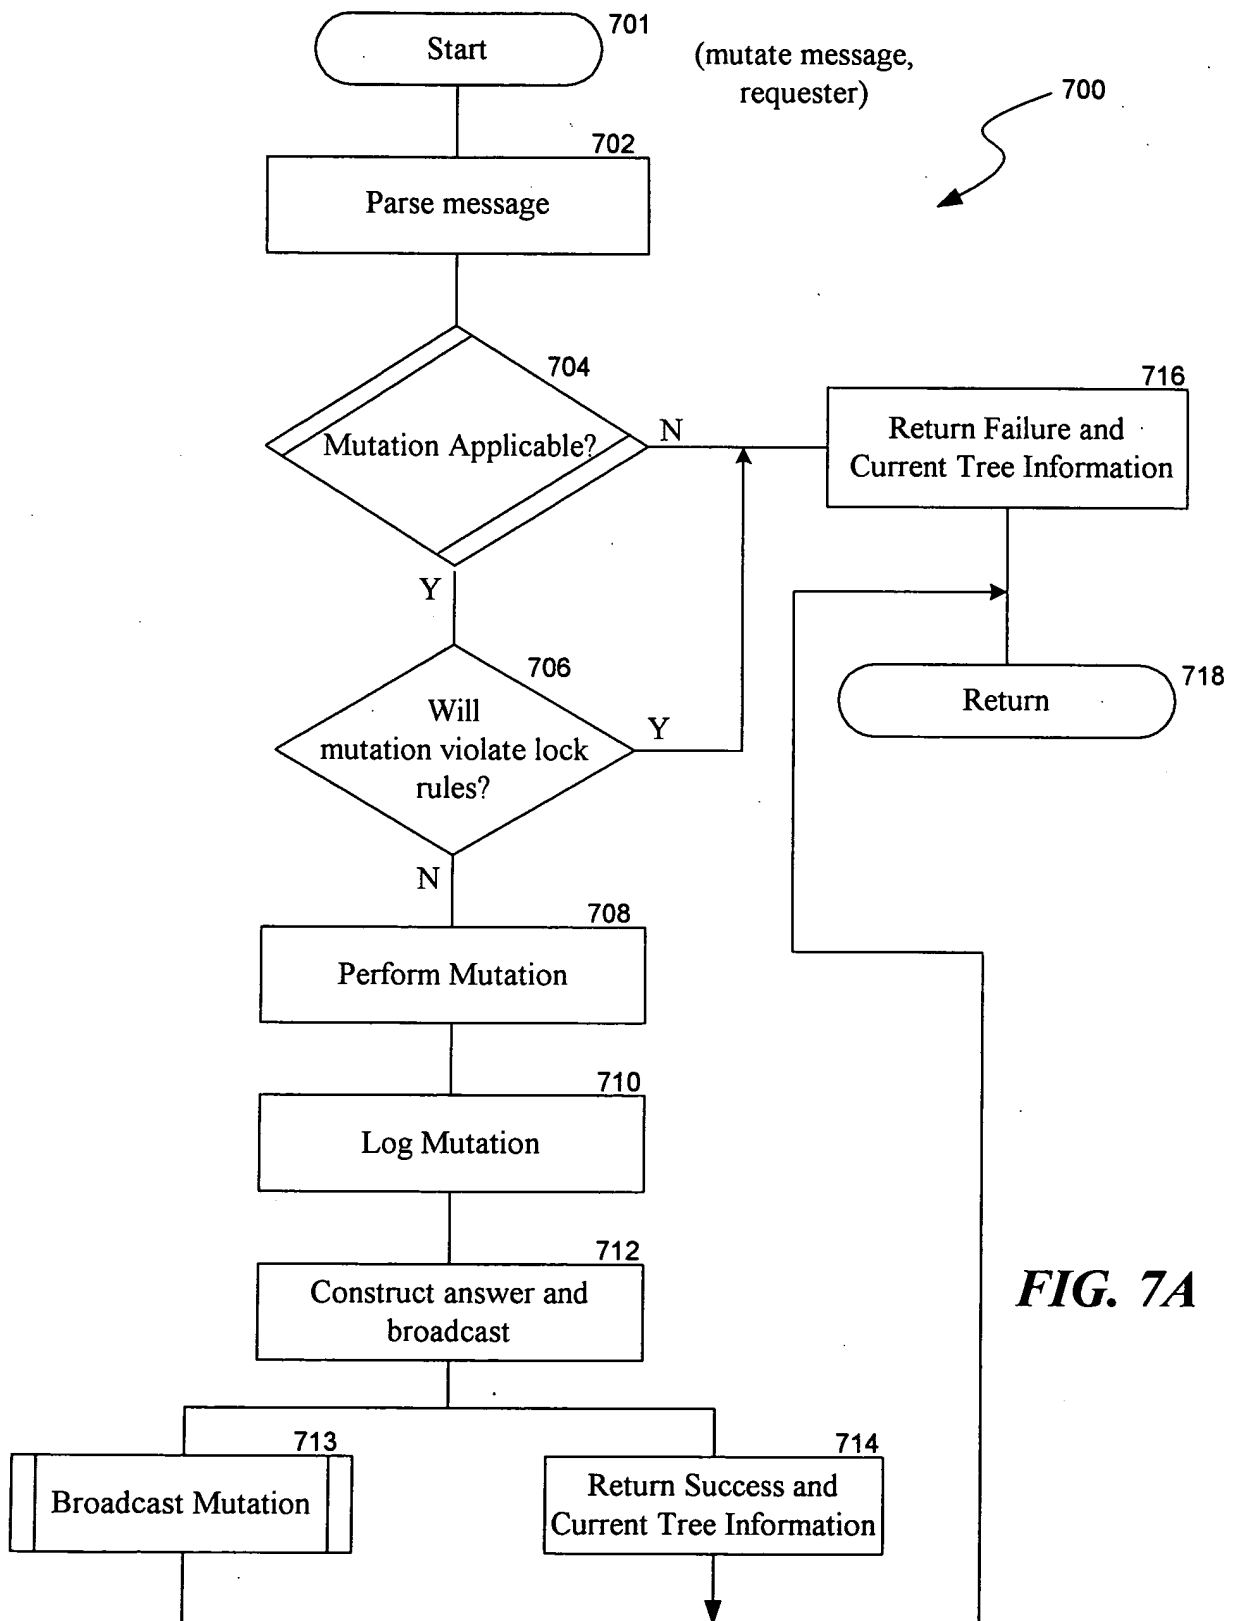 701
Start
(mutate message,
requester)
700
702
Parse message
704
Mutation Applicable?
N
Y
716
Return Failure and
Current Tree Information
706
Will
mutation violate lock
rules?
Y
N
718
Return
708
Perform Mutation
710
Log Mutation
712
Construct answer and
broadcast
FIG. 7A
713
Broadcast Mutation
714
Return Success and
Current Tree Information